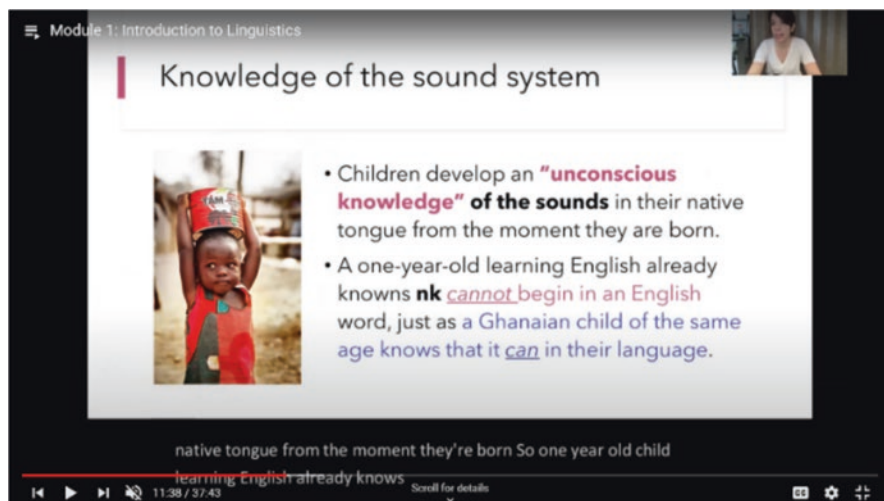 Module 1: Introduction to Linguistics
Knowledge of the sound system
• Children develop an "unconscious
knowledge" of the sounds in their native
tongue from the moment they are born.
• A one-year-old learning English already
knowns nk cannot begin in an English
word, just as a Ghanaian child of the same
age knows that it can in their language.
native tongue from the moment they're born So one year old child
learning English already knows
11:38 / 37:43
Scroll for details
CC